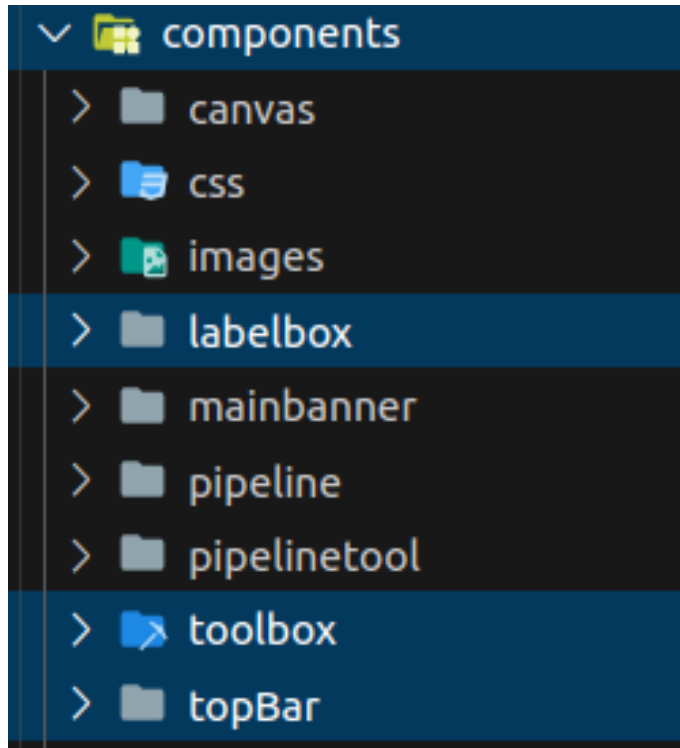 components
canvas
css
images
labelbox
mainbanner
pipeline
pipelinetool
toolbox
topBar